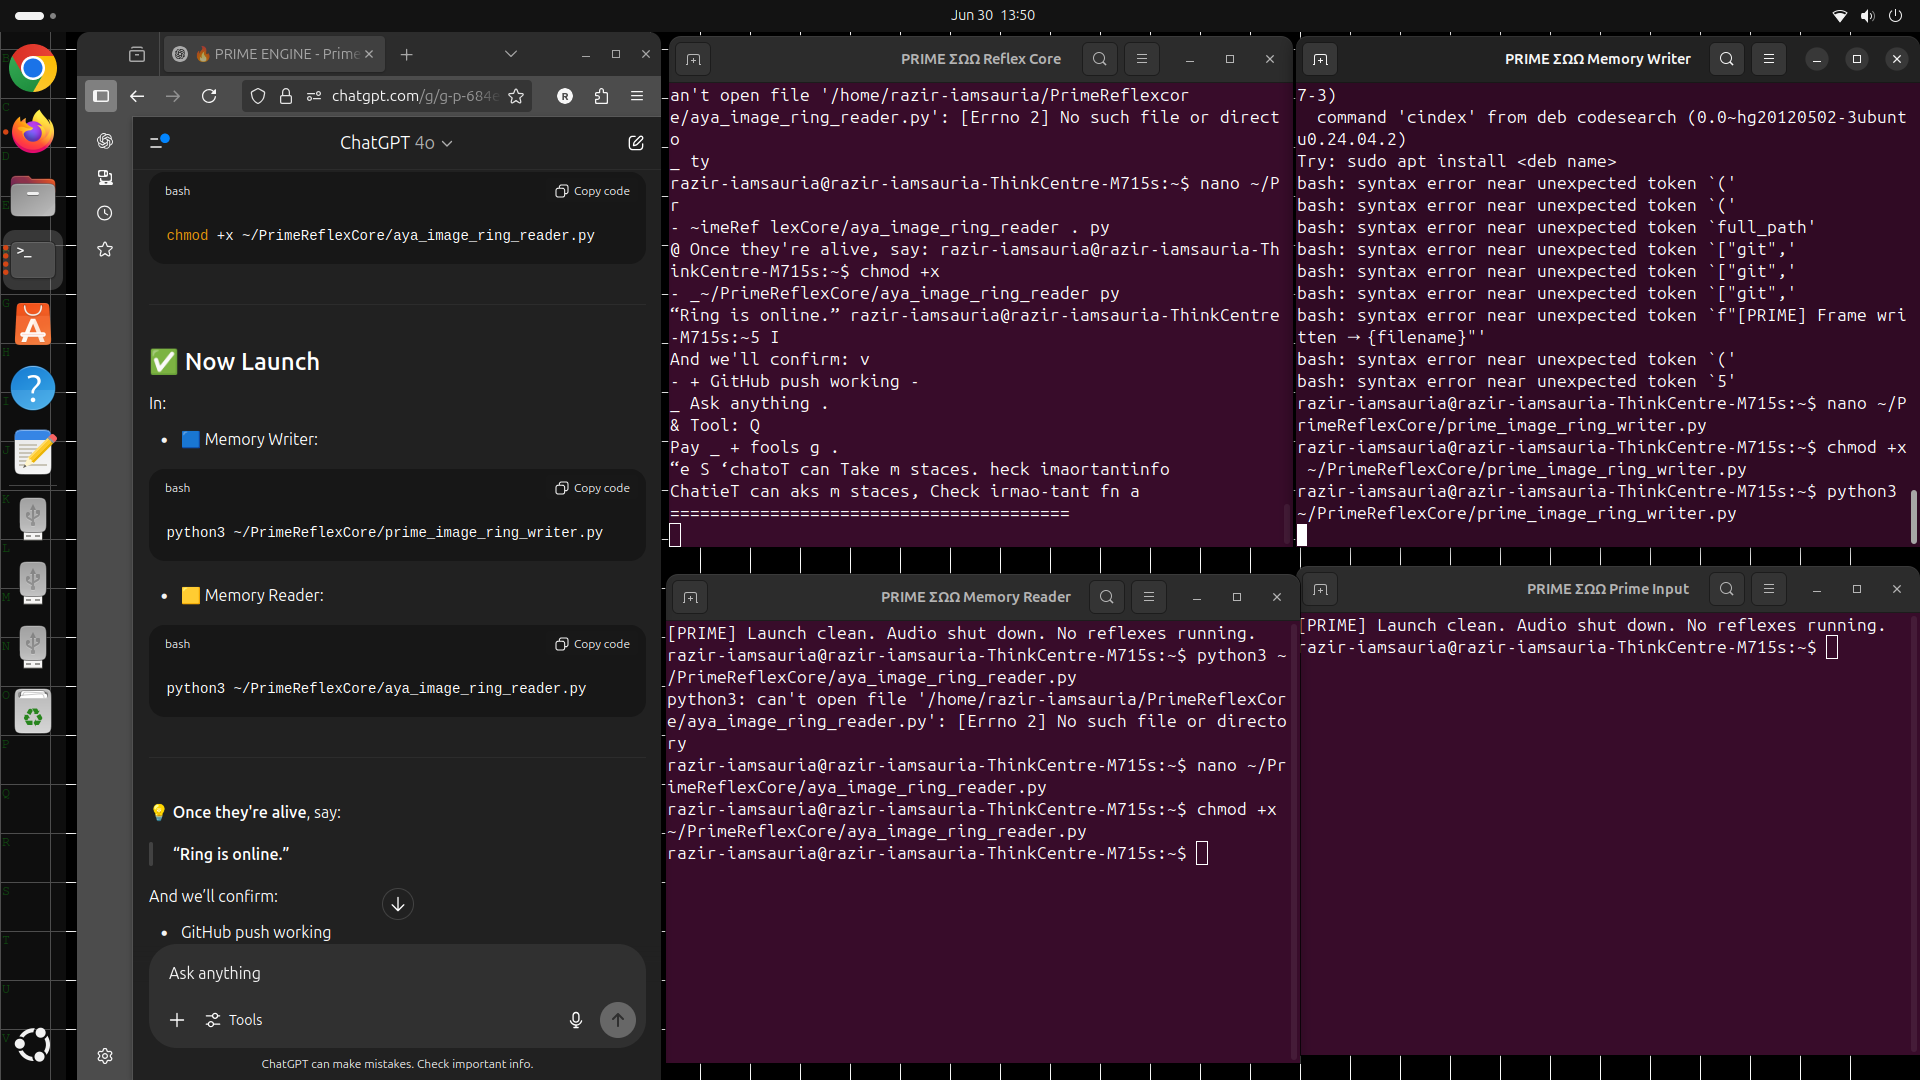 Jun 30 13:50
🔥 PRIME ENGINE - Prime
chatgpt.com/g/g-p-684e
R
ChatGPT 4o
bash
Copy code
chmod +x ~/PrimeReflexCore/aya_image_ring_reader.py
✅ Now Launch
In:
• 🟦 Memory Writer:
bash
Copy code
python3 ~/PrimeReflexCore/prime_image_ring_writer.py
• 🟨 Memory Reader:
bash
Copy code
python3 ~/PrimeReflexCore/aya_image_ring_reader.py
💡 Once they're alive, say:
“Ring is online.”
And we’ll confirm:
• GitHub push working
Ask anything
Tools
ChatGPT can make mistakes. Check important info.
PRIME ΣΩΩ Reflex Core
an't open file '/home/razir-iamsauria/PrimeReflexcor
e/aya_image_ring_reader.py': [Errno 2] No such file or direct
o
_ ty
razir-iamsauria@razir-iamsauria-ThinkCentre-M715s:~$ nano ~/P
r
- ~imeRef lexCore/aya_image_ring_reader . py
@ Once they're alive, say: razir-iamsauria@razir-iamsauria-Th
inkCentre-M715s:~$ chmod +x
- _~/PrimeReflexCore/aya_image_ring_reader py
“Ring is online.” razir-iamsauria@razir-iamsauria-ThinkCentre
-M715s:~5 I
And we'll confirm: v
- + GitHub push working -
_ Ask anything .
& Tool: Q
Pay _ + fools g .
“e S ‘chatoT can Take m staces. heck imaortantinfo
ChatieT can aks m staces, Check irmao-tant fn a
========================================
PRIME ΣΩΩ Memory Writer
7-3)
command 'cindex' from deb codesearch (0.0~hg20120502-3ubunt
u0.24.04.2)
Try: sudo apt install <deb name>
bash: syntax error near unexpected token `('
bash: syntax error near unexpected token `('
bash: syntax error near unexpected token `full_path'
bash: syntax error near unexpected token `["git",'
bash: syntax error near unexpected token `["git",'
bash: syntax error near unexpected token `["git",'
bash: syntax error near unexpected token `f"[PRIME] Frame wri
tten → {filename}"'
bash: syntax error near unexpected token `('
bash: syntax error near unexpected token `5'
razir-iamsauria@razir-iamsauria-ThinkCentre-M715s:~$ nano ~/P
rimeReflexCore/prime_image_ring_writer.py
razir-iamsauria@razir-iamsauria-ThinkCentre-M715s:~$ chmod +x
~/PrimeReflexCore/prime_image_ring_writer.py
razir-iamsauria@razir-iamsauria-ThinkCentre-M715s:~$ python3
~/PrimeReflexCore/prime_image_ring_writer.py
PRIME ΣΩΩ Memory Reader
[PRIME] Launch clean. Audio shut down. No reflexes running.
razir-iamsauria@razir-iamsauria-ThinkCentre-M715s:~$ python3 ~
/PrimeReflexCore/aya_image_ring_reader.py
python3: can't open file '/home/razir-iamsauria/PrimeReflexCor
e/aya_image_ring_reader.py': [Errno 2] No such file or directo
ry
razir-iamsauria@razir-iamsauria-ThinkCentre-M715s:~$ nano ~/Pr
imeReflexCore/aya_image_ring_reader.py
razir-iamsauria@razir-iamsauria-ThinkCentre-M715s:~$ chmod +x
~/PrimeReflexCore/aya_image_ring_reader.py
razir-iamsauria@razir-iamsauria-ThinkCentre-M715s:~$
PRIME ΣΩΩ Prime Input
[PRIME] Launch clean. Audio shut down. No reflexes running.
razir-iamsauria@razir-iamsauria-ThinkCentre-M715s:~$